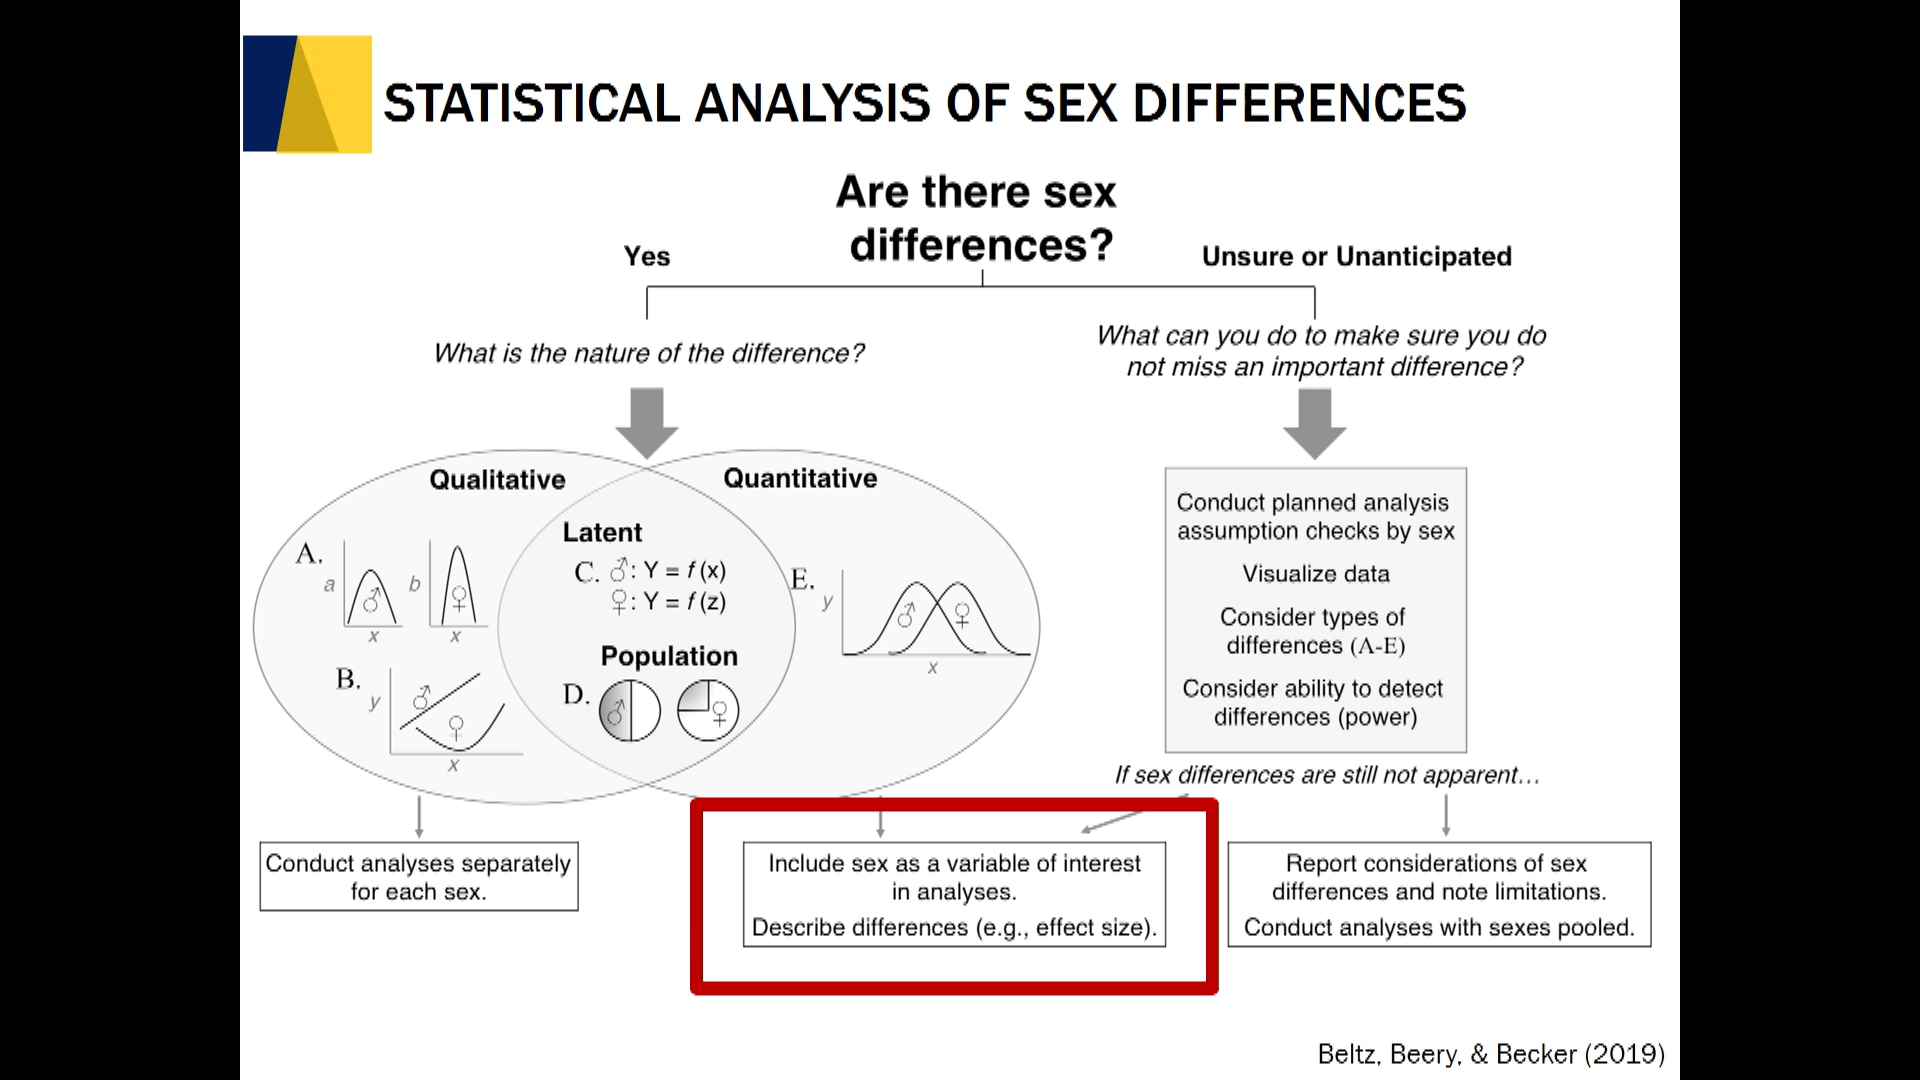 STATISTICAL ANALYSIS OF SEX DIFFERENCES
Are there sex
differences?
Yes
Unsure or Unanticipated
What is the nature of the difference?
What can you do to make sure you do
not miss an important difference?
Qualitative
Quantitative
A.
a
♂
x
b
♀
x
B.
y
♂
♀
x
Latent
C. ♂: Y = f (x)
♀: Y = f (z)
Population
D.
♂
♀
E.
y
♂
♀
x
Conduct planned analysis
assumption checks by sex
Visualize data
Consider types of
differences (A-E)
Consider ability to detect
differences (power)
If sex differences are still not apparent…
Conduct analyses separately
for each sex.
Include sex as a variable of interest
in analyses.
Describe differences (e.g., effect size).
Report considerations of sex
differences and note limitations.
Conduct analyses with sexes pooled.
Beltz, Beery, & Becker (2019)